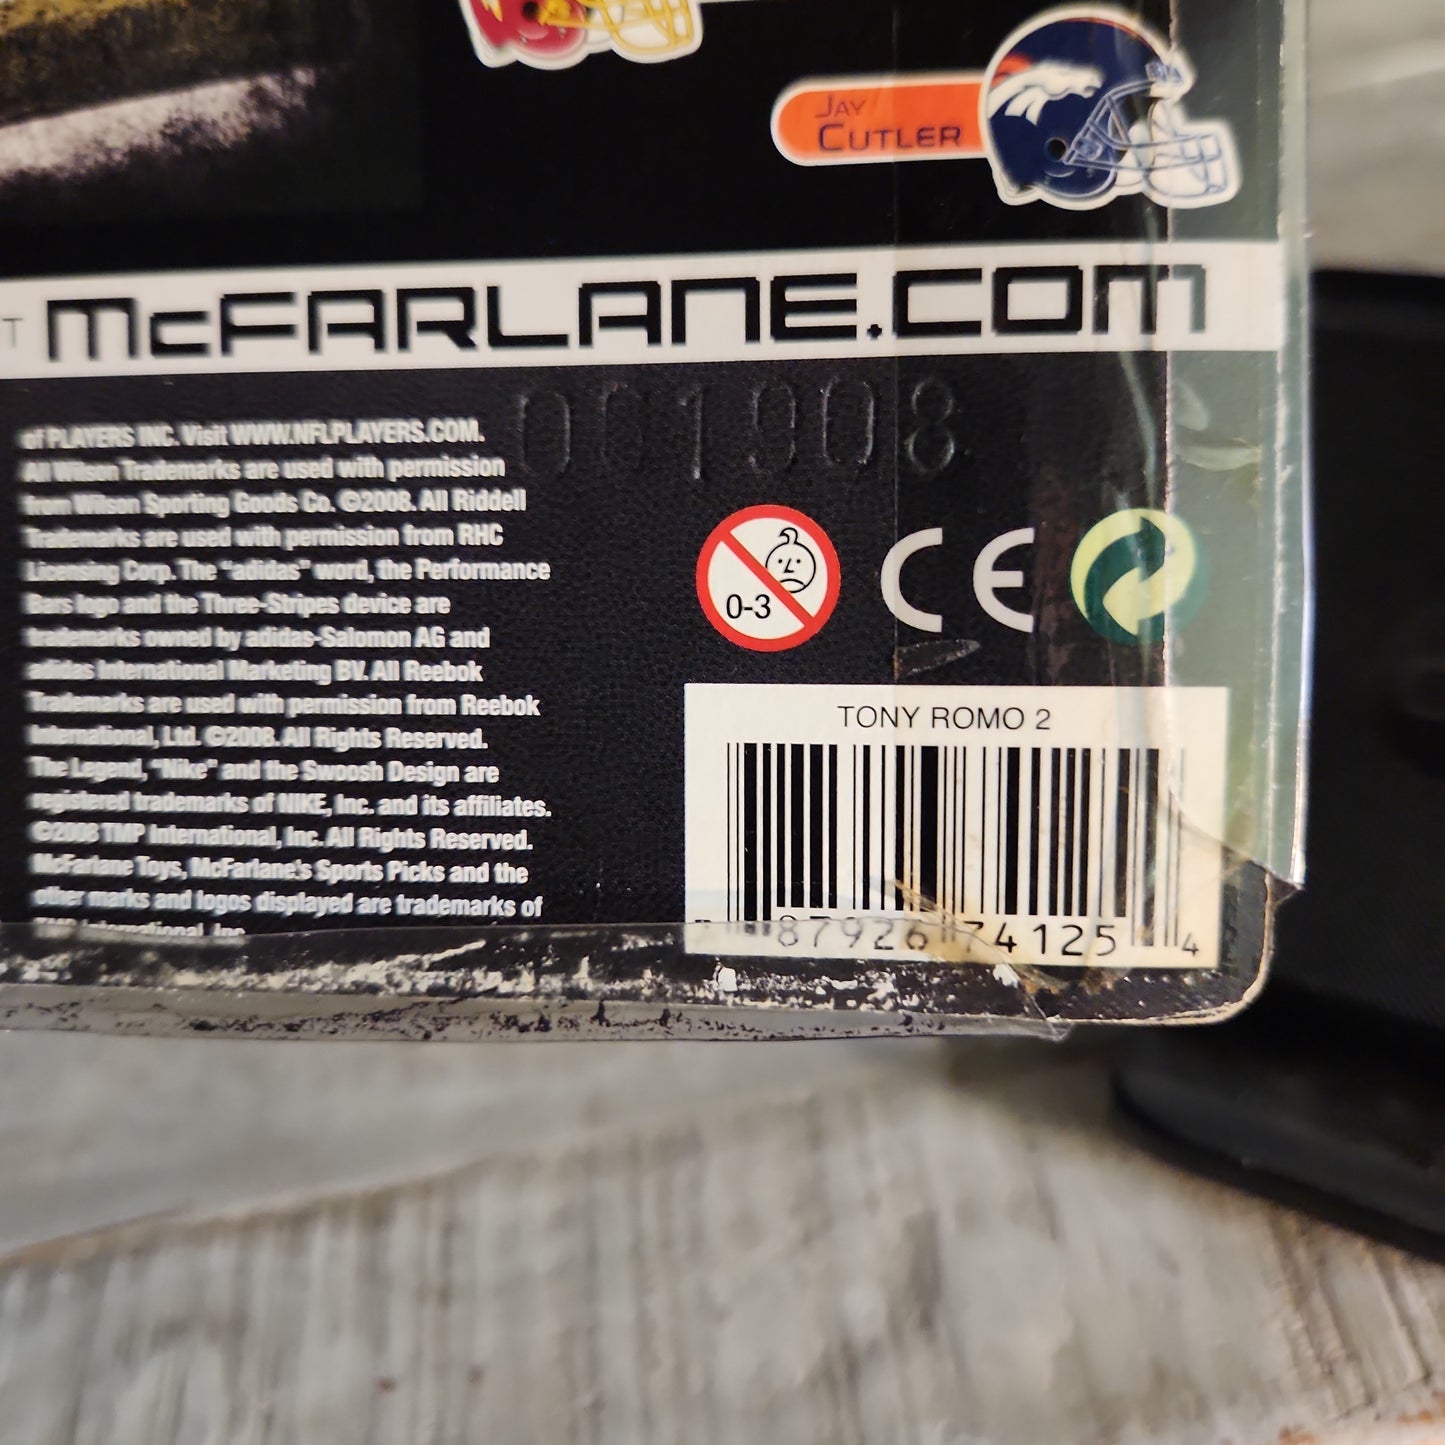 JAY
CUTLER
T McFARLANE.COM
061908
of PLAYERS INC. Visit WWW.NFLPLAYERS.COM.
All Wilson Trademarks are used with permission
from Wilson Sporting Goods Co. ©2008. All Riddell
Trademarks are used with permission from RHC
Licensing Corp. The "adidas" word, the Performance
Bars logo and the Three-Stripes device are
trademarks owned by adidas-Salomon AG and
adidas International Marketing BV. All Reebok
Trademarks are used with permission from Reebok
International, Ltd. ©2008. All Rights Reserved.
The Legend, "Nike" and the Swoosh Design are
registered trademarks of NIKE, Inc. and its affiliates.
©2008 TMP International, Inc. All Rights Reserved.
McFarlane Toys, McFarlane's Sports Picks and the
other marks and logos displayed are trademarks of
TMP International, Inc.
0-3
CE
TONY ROMO 2
7 87926 74125 4